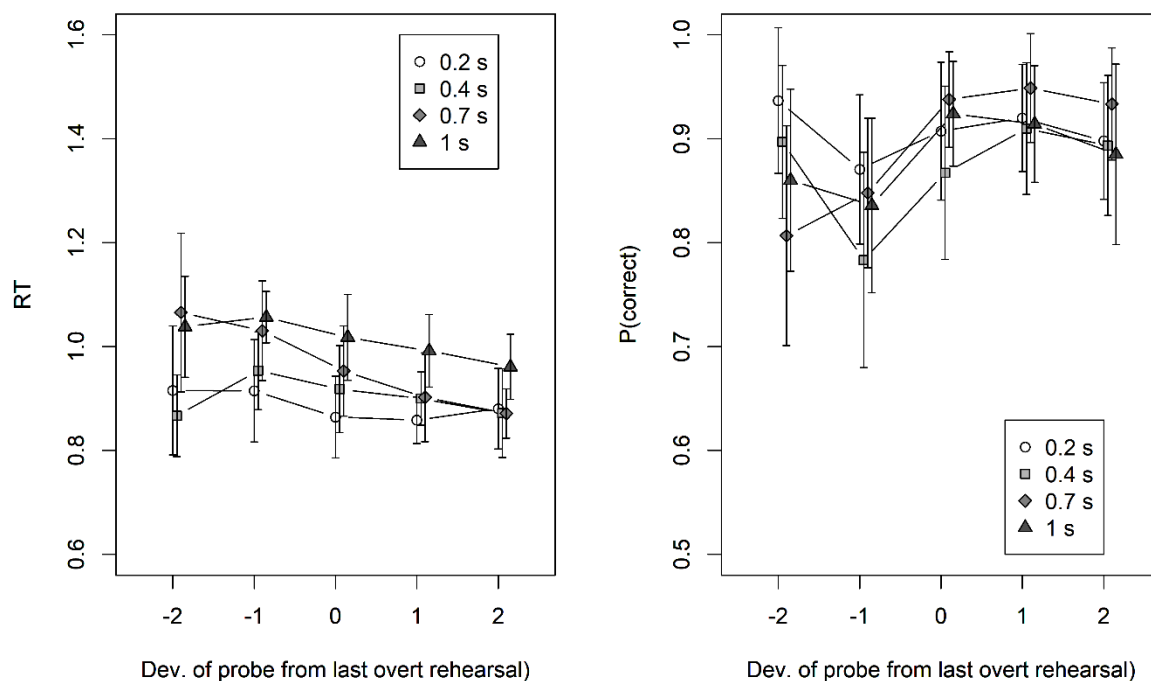 RT
1.6
1.4
1.2
1.0
0.8
0.6
0.2 s
0.4 s
0.7 s
1 s
-2 -1 0 1 2
Dev. of probe from last overt rehearsal)
P(correct)
1.0
0.9
0.8
0.7
0.6
0.5
0.2 s
0.4 s
0.7 s
1 s
-2 -1 0 1 2
Dev. of probe from last overt rehearsal)